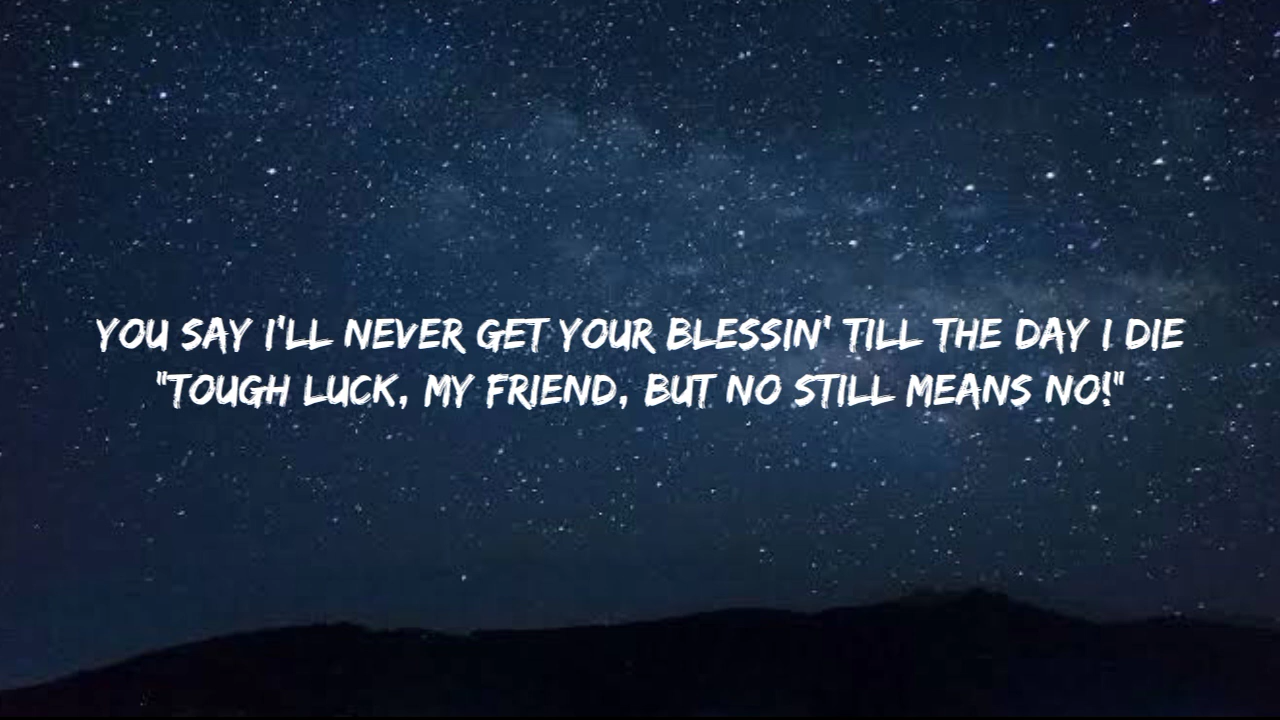 YOU SAY I'LL NEVER GET YOUR BLESSIN' TILL THE DAY I DIE
"TOUGH LUCK, MY FRIEND, BUT NO STILL MEANS NO!"